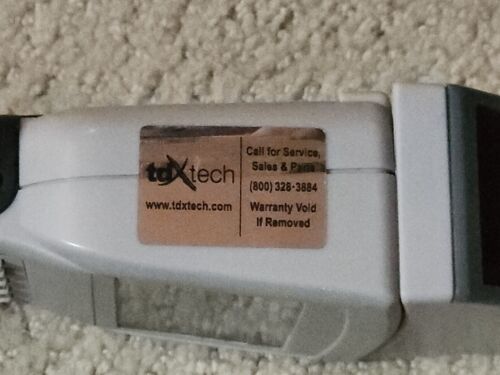 tdXtech
www.tdxtech.com
Call for Service,
Sales & Parts
(800) 328-3884
Warranty Void
If Removed